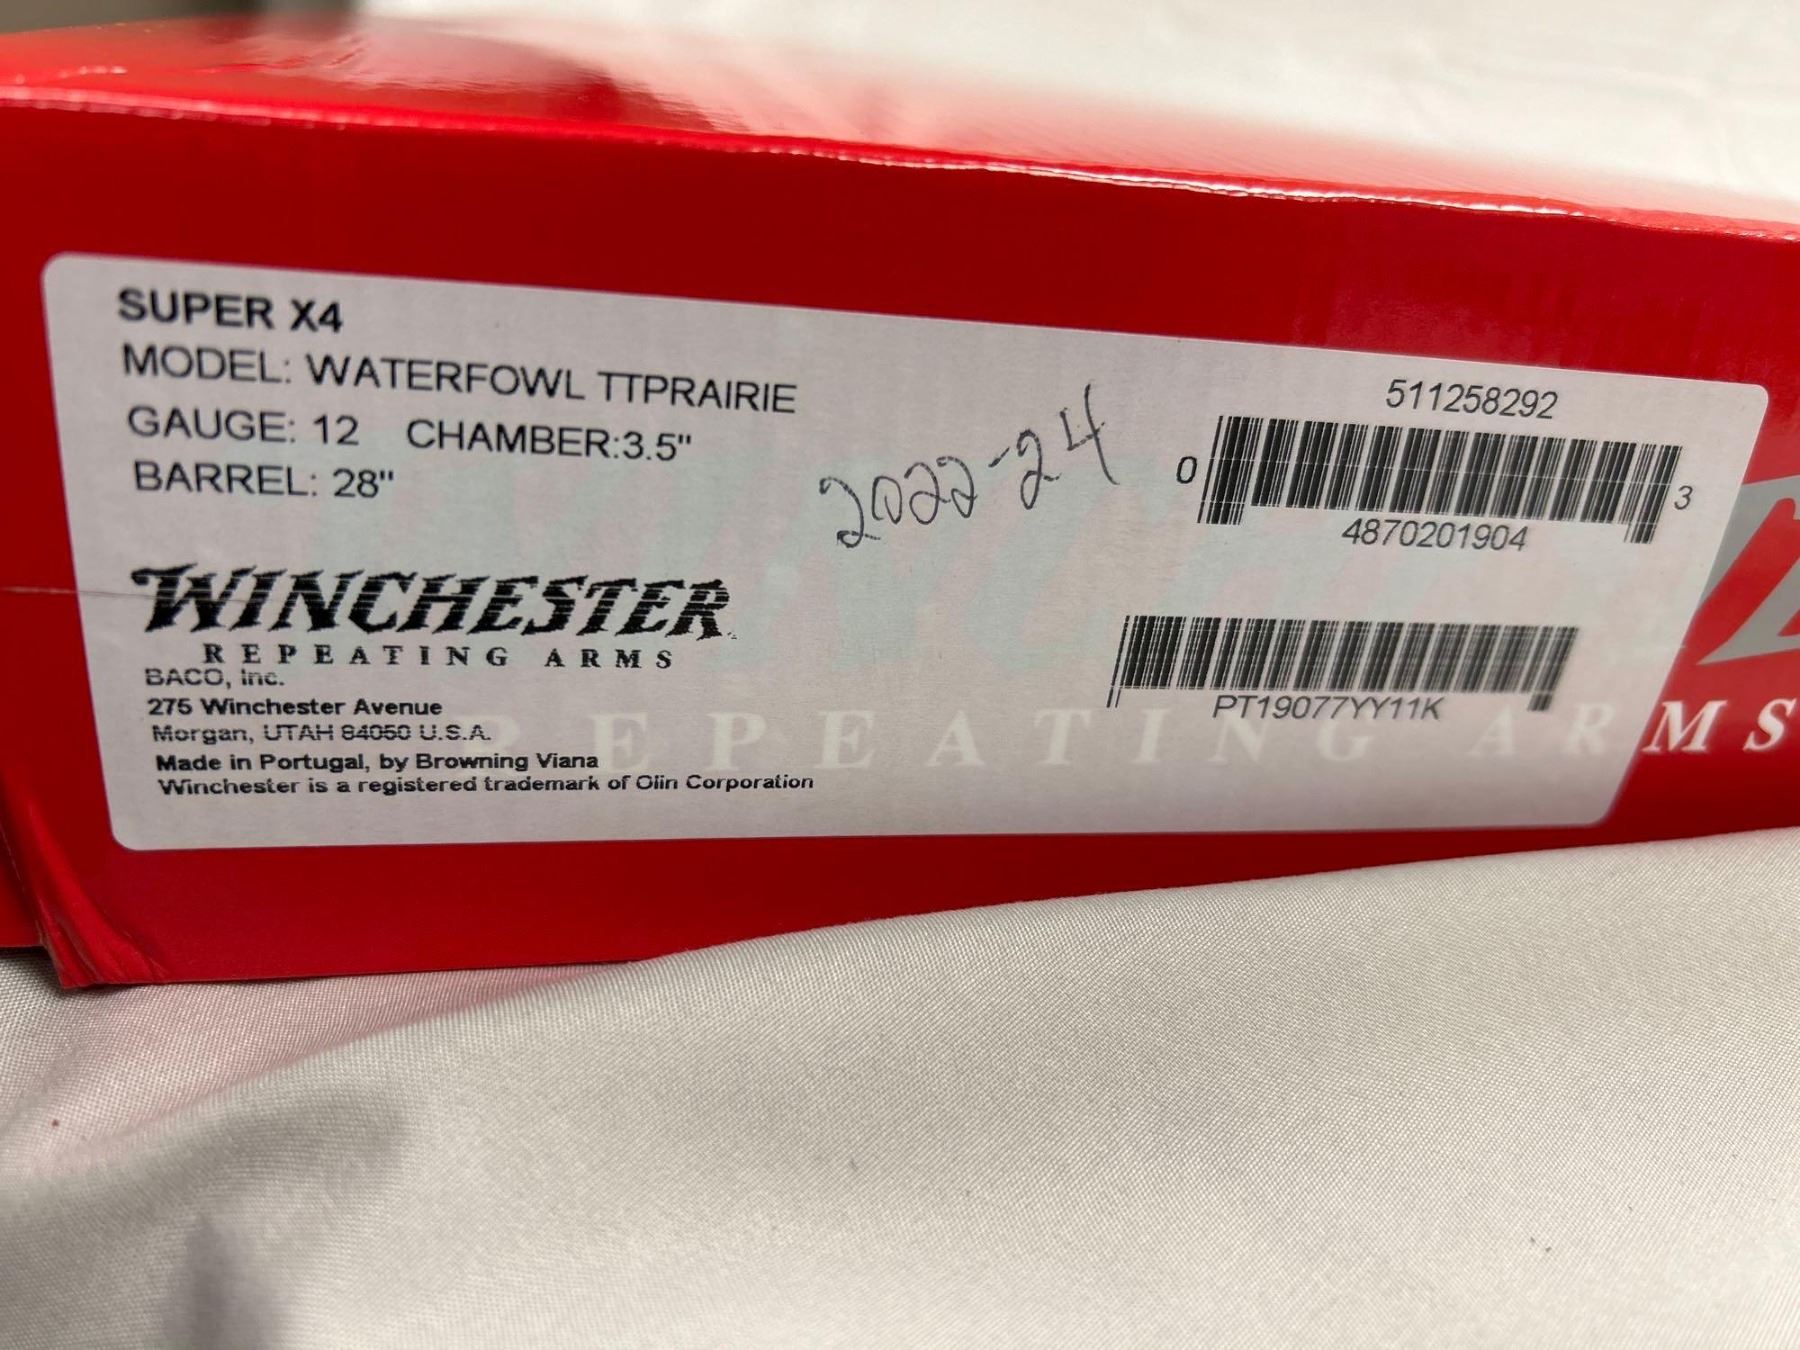 SUPER X4
MODEL: WATERFOWL TTPRAIRIE
GAUGE: 12 CHAMBER:3.5"
BARREL: 28"
2022-24
511258292
0 3
4870201904
WINCHESTER
REPEATING ARMS
BACO, Inc.
275 Winchester Avenue
Morgan, UTAH 84050 U.S.A.
Made in Portugal, by Browning Viana
Winchester is a registered trademark of Olin Corporation
PT19077YY11K
REPEATING ARMS